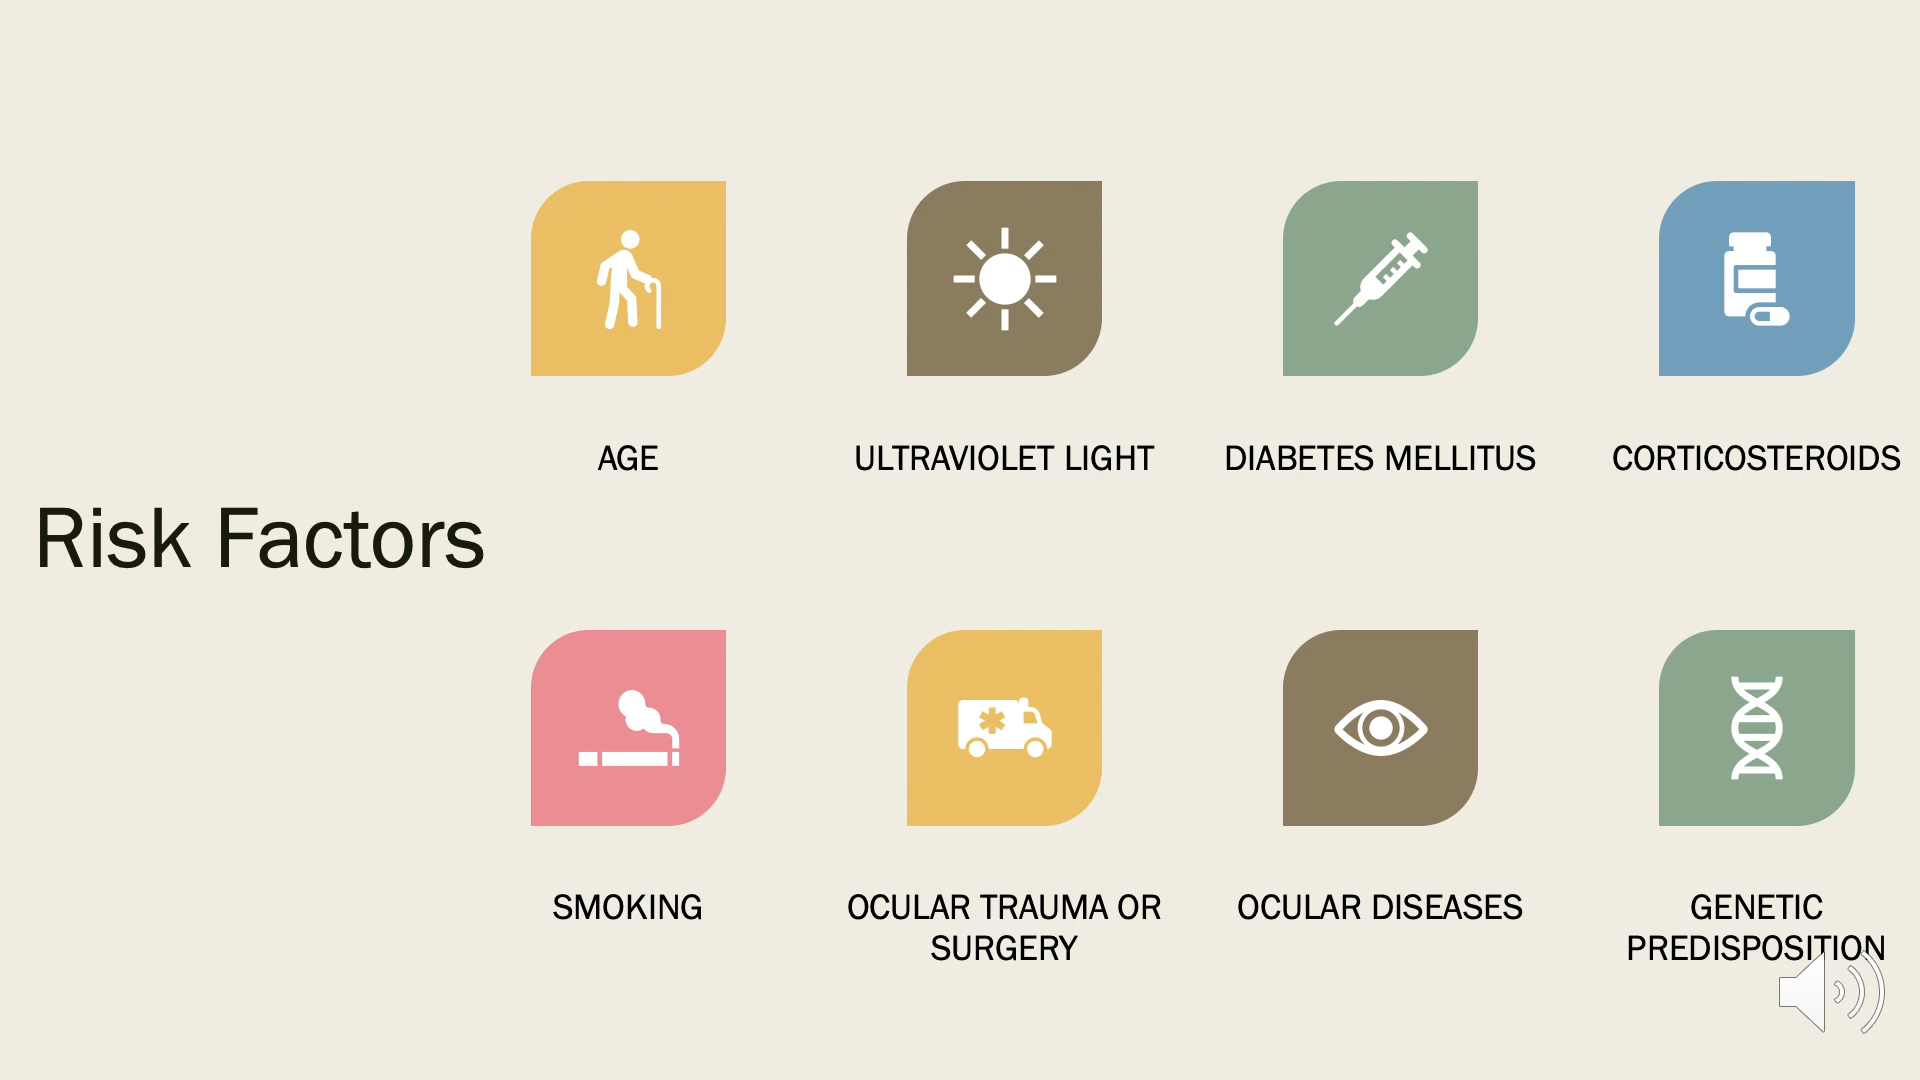 Risk Factors
AGE
ULTRAVIOLET LIGHT
DIABETES MELLITUS
CORTICOSTEROIDS
SMOKING
OCULAR TRAUMA OR
SURGERY
OCULAR DISEASES
GENETIC
PREDISPOSITION